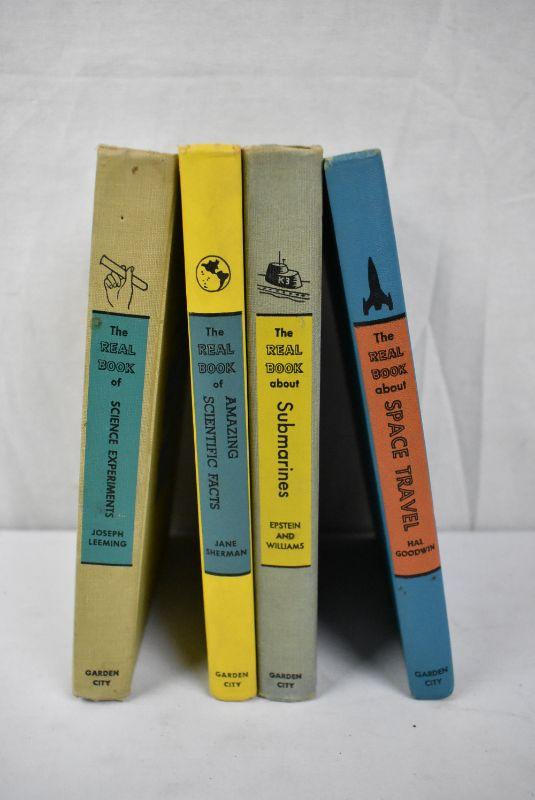 The
REAL
BOOK
of
SCIENCE EXPERIMENTS
JOSEPH
LEEMING
GARDEN
CITY
The
REAL
BOOK
of
AMAZING
SCIENTIFIC FACTS
JANE
SHERMAN
GARDEN
CITY
K3
The
REAL
BOOK
about
Submarines
EPSTEIN
AND
WILLIAMS
GARDEN
CITY
The
REAL
BOOK
about
SPACE TRAVEL
HAL
GOODWIN
GARDEN
CITY